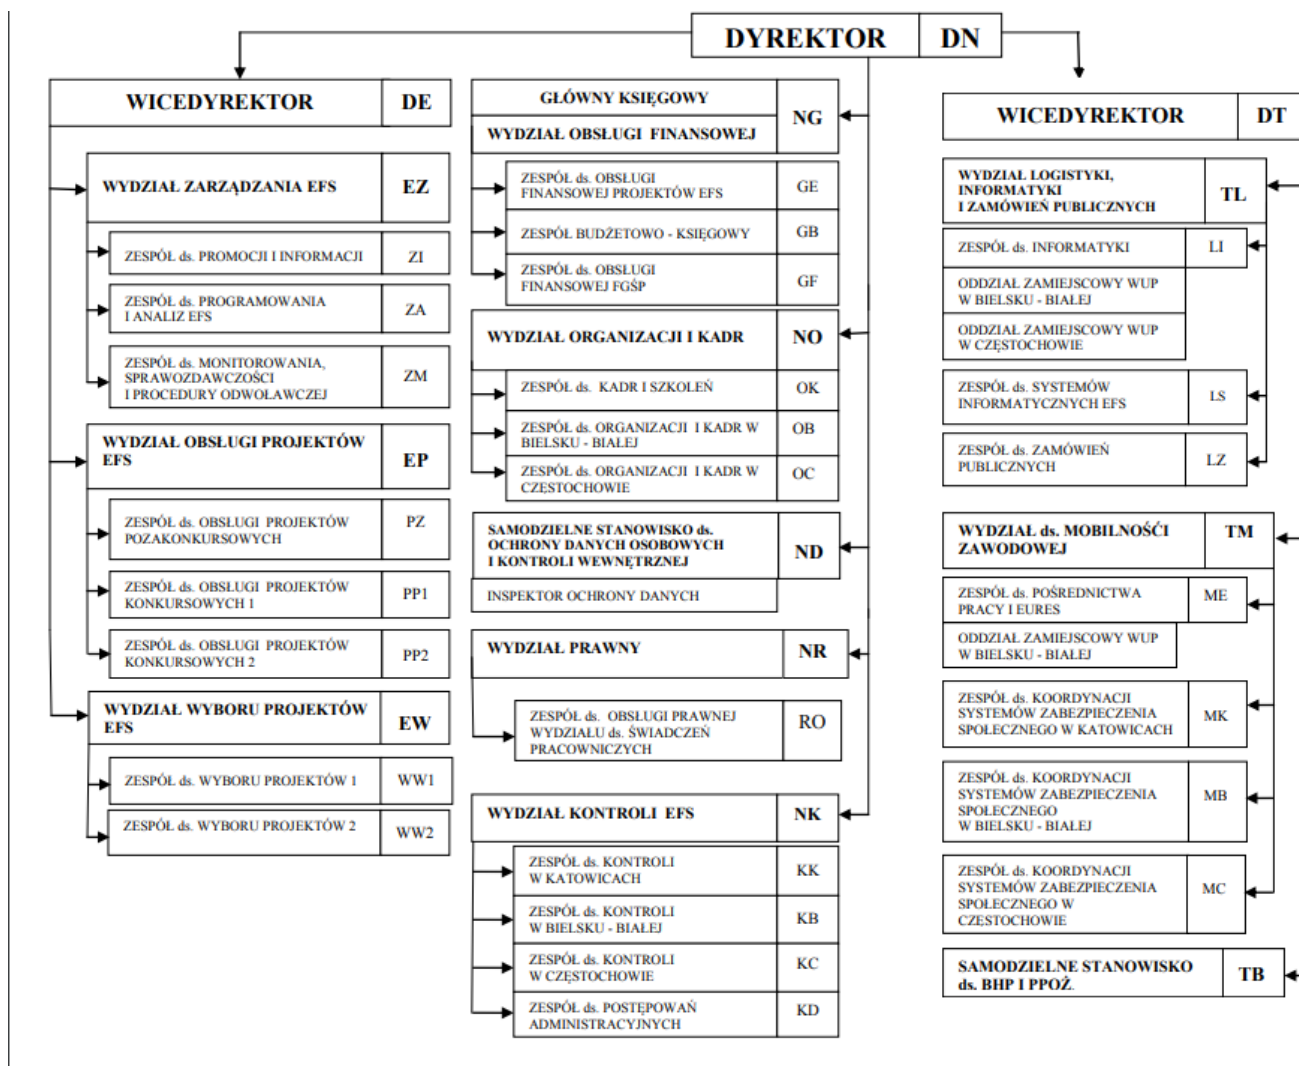 DYREKTOR DN
WICEDYREKTOR DE
WYDZIAŁ ZARZĄDZANIA EFS EZ
ZESPÓŁ ds. PROMOCJI I INFORMACJI ZI
ZESPÓŁ ds. PROGRAMOWANIA
I ANALIZ EFS ZA
ZESPÓŁ ds. MONITOROWANIA,
SPRAWOZDAWCZOŚCI
I PROCEDURY ODWOŁAWCZEJ ZM
WYDZIAŁ OBSŁUGI PROJEKTÓW
EFS EP
ZESPÓŁ ds. OBSŁUGI PROJEKTÓW
POZAKONKURSOWYCH PZ
ZESPÓŁ ds. OBSŁUGI PROJEKTÓW
KONKURSOWYCH 1 PP1
ZESPÓŁ ds. OBSŁUGI PROJEKTÓW
KONKURSOWYCH 2 PP2
WYDZIAŁ WYBORU PROJEKTÓW
EFS EW
ZESPÓŁ ds. WYBORU PROJEKTÓW 1 WW1
ZESPÓŁ ds. WYBORU PROJEKTÓW 2 WW2
GŁÓWNY KSIĘGOWY
NG
WYDZIAŁ OBSŁUGI FINANSOWEJ
ZESPÓŁ ds. OBSŁUGI
FINANSOWEJ PROJEKTÓW EFS GE
ZESPÓŁ BUDŻETOWO - KSIĘGOWY GB
ZESPÓŁ ds. OBSŁUGI
FINANSOWEJ FGŚP GF
WYDZIAŁ ORGANIZACJI I KADR NO
ZESPÓŁ ds. KADR I SZKOLEŃ OK
ZESPÓŁ ds. ORGANIZACJI I KADR W
BIELSKU - BIAŁEJ OB
ZESPÓŁ ds. ORGANIZACJI I KADR W
CZĘSTOCHOWIE OC
SAMODZIELNE STANOWISKO ds.
OCHRONY DANYCH OSOBOWYCH
I KONTROLI WEWNĘTRZNEJ ND
INSPEKTOR OCHRONY DANYCH
WYDZIAŁ PRAWNY NR
ZESPÓŁ ds. OBSŁUGI PRAWNEJ
WYDZIAŁU ds. ŚWIADCZEŃ
PRACOWNICZYCH RO
WYDZIAŁ KONTROLI EFS NK
ZESPÓŁ ds. KONTROLI
W KATOWICACH KK
ZESPÓŁ ds. KONTROLI
W BIELSKU - BIAŁEJ KB
ZESPÓŁ ds. KONTROLI
W CZĘSTOCHOWIE KC
ZESPÓŁ ds. POSTĘPOWAŃ
ADMINISTRACYJNYCH KD
WICEDYREKTOR DT
WYDZIAŁ LOGISTYKI,
INFORMATYKI
I ZAMÓWIEŃ PUBLICZNYCH TL
ZESPÓŁ ds. INFORMATYKI LI
ODDZIAŁ ZAMIEJSCOWY WUP
W BIELSKU - BIAŁEJ
ODDZIAŁ ZAMIEJSCOWY WUP
W CZĘSTOCHOWIE
ZESPÓŁ ds. SYSTEMÓW
INFORMATYCZNYCH EFS LS
ZESPÓŁ ds. ZAMÓWIEŃ
PUBLICZNYCH LZ
WYDZIAŁ ds. MOBILNOŚĆI
ZAWODOWEJ TM
ZESPÓŁ ds. POŚREDNICTWA
PRACY I EURES ME
ODDZIAŁ ZAMIEJSCOWY WUP
W BIELSKU - BIAŁEJ
ZESPÓŁ ds. KOORDYNACJI
SYSTEMÓW ZABEZPIECZENIA
SPOŁECZNEGO W KATOWICACH MK
ZESPÓŁ ds. KOORDYNACJI
SYSTEMÓW ZABEZPIECZENIA
SPOŁECZNEGO
W BIELSKU - BIAŁEJ MB
ZESPÓŁ ds. KOORDYNACJI
SYSTEMÓW ZABEZPIECZENIA
SPOŁECZNEGO W
CZĘSTOCHOWIE MC
SAMODZIELNE STANOWISKO
ds. BHP I PPOŻ. TB